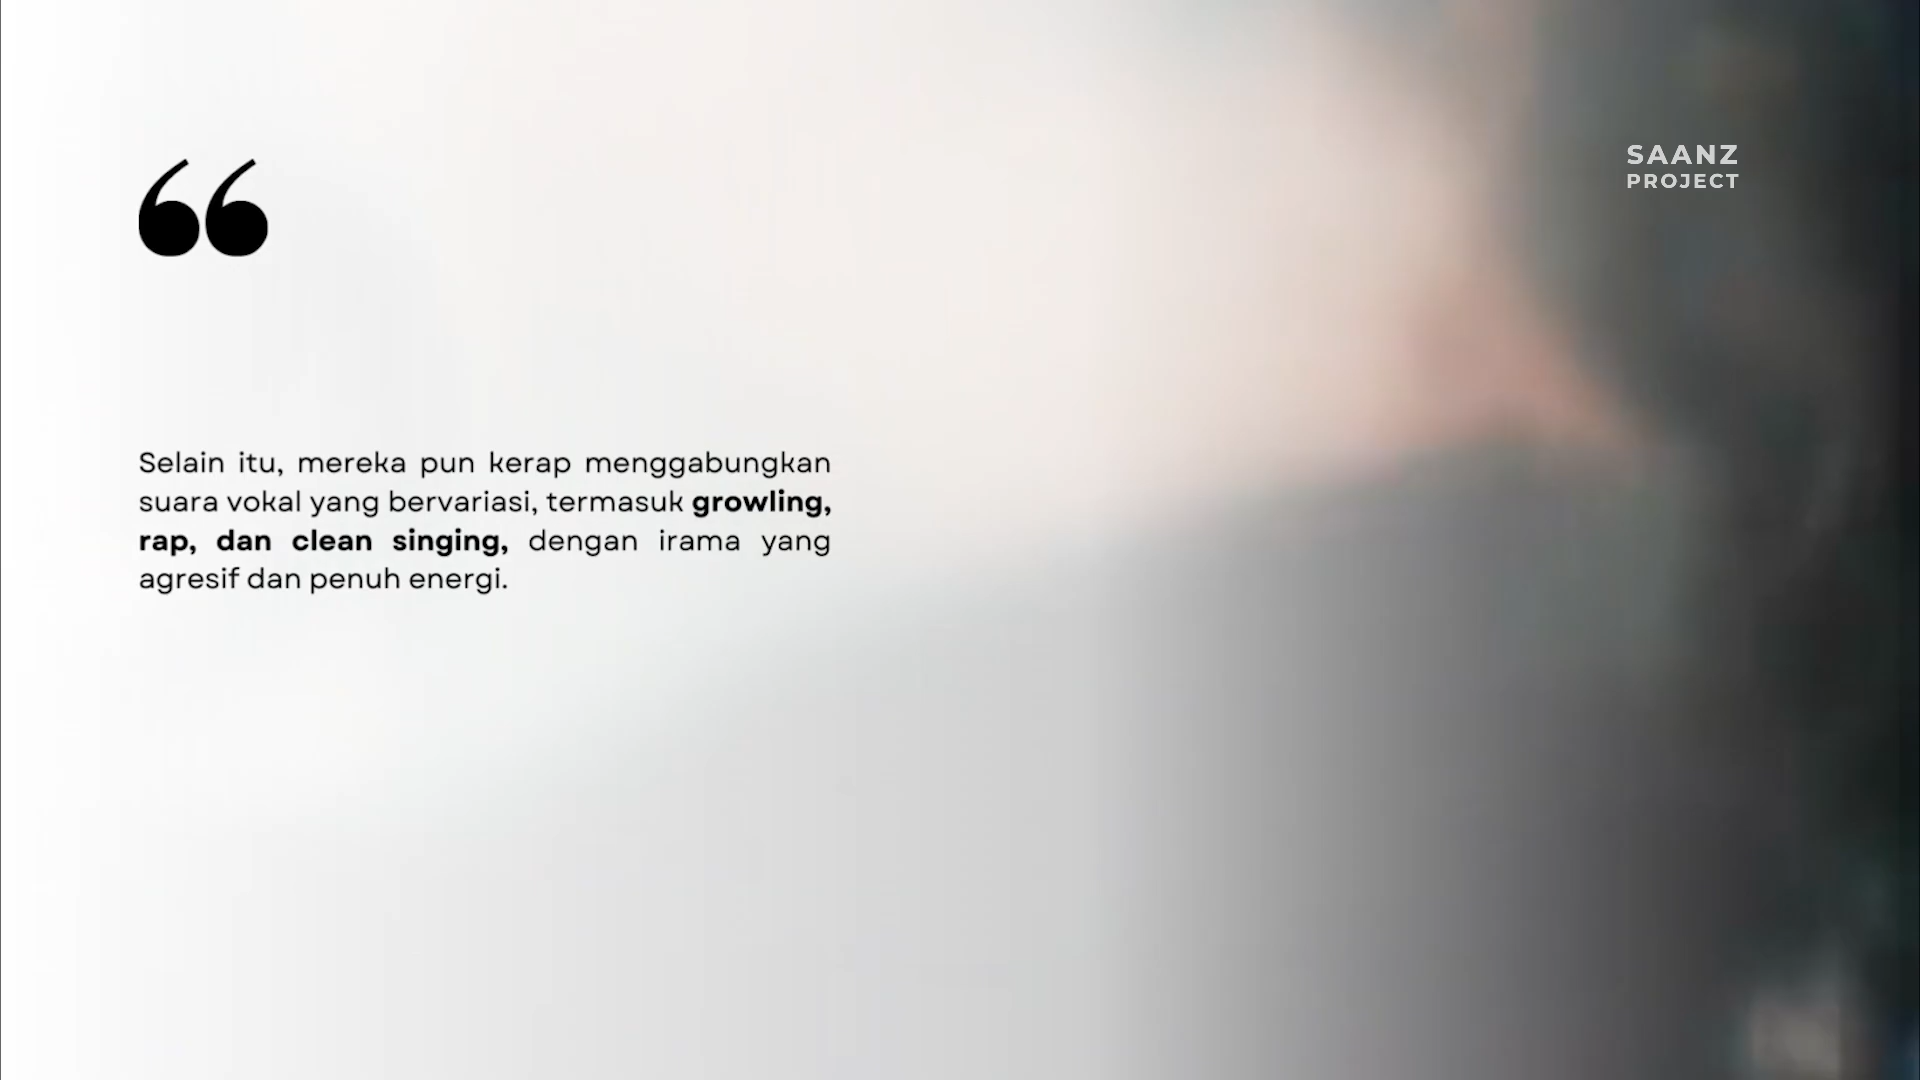 SAANZ
PROJECT
“
Selain itu, mereka pun kerap menggabungkan
suara vokal yang bervariasi, termasuk growling,
rap, dan clean singing, dengan irama yang
agresif dan penuh energi.